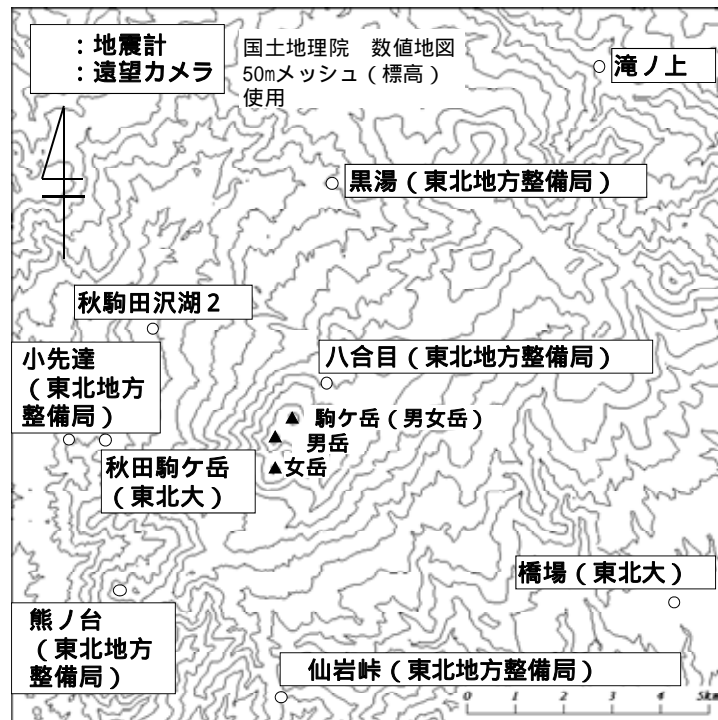 ：地震計
：遠望カメラ
国土地理院　数値地図
50mメッシュ（標高）
使用
滝ノ上
黒湯（東北地方整備局）
秋駒田沢湖２
小先達
（東北地方
整備局）
八合目（東北地方整備局）
駒ケ岳（男女岳）
男岳
女岳
秋田駒ケ岳
（東北大）
橋場（東北大）
熊ノ台
（東北地方
整備局）
仙岩峠（東北地方整備局）
0 1 2 3 4 5km